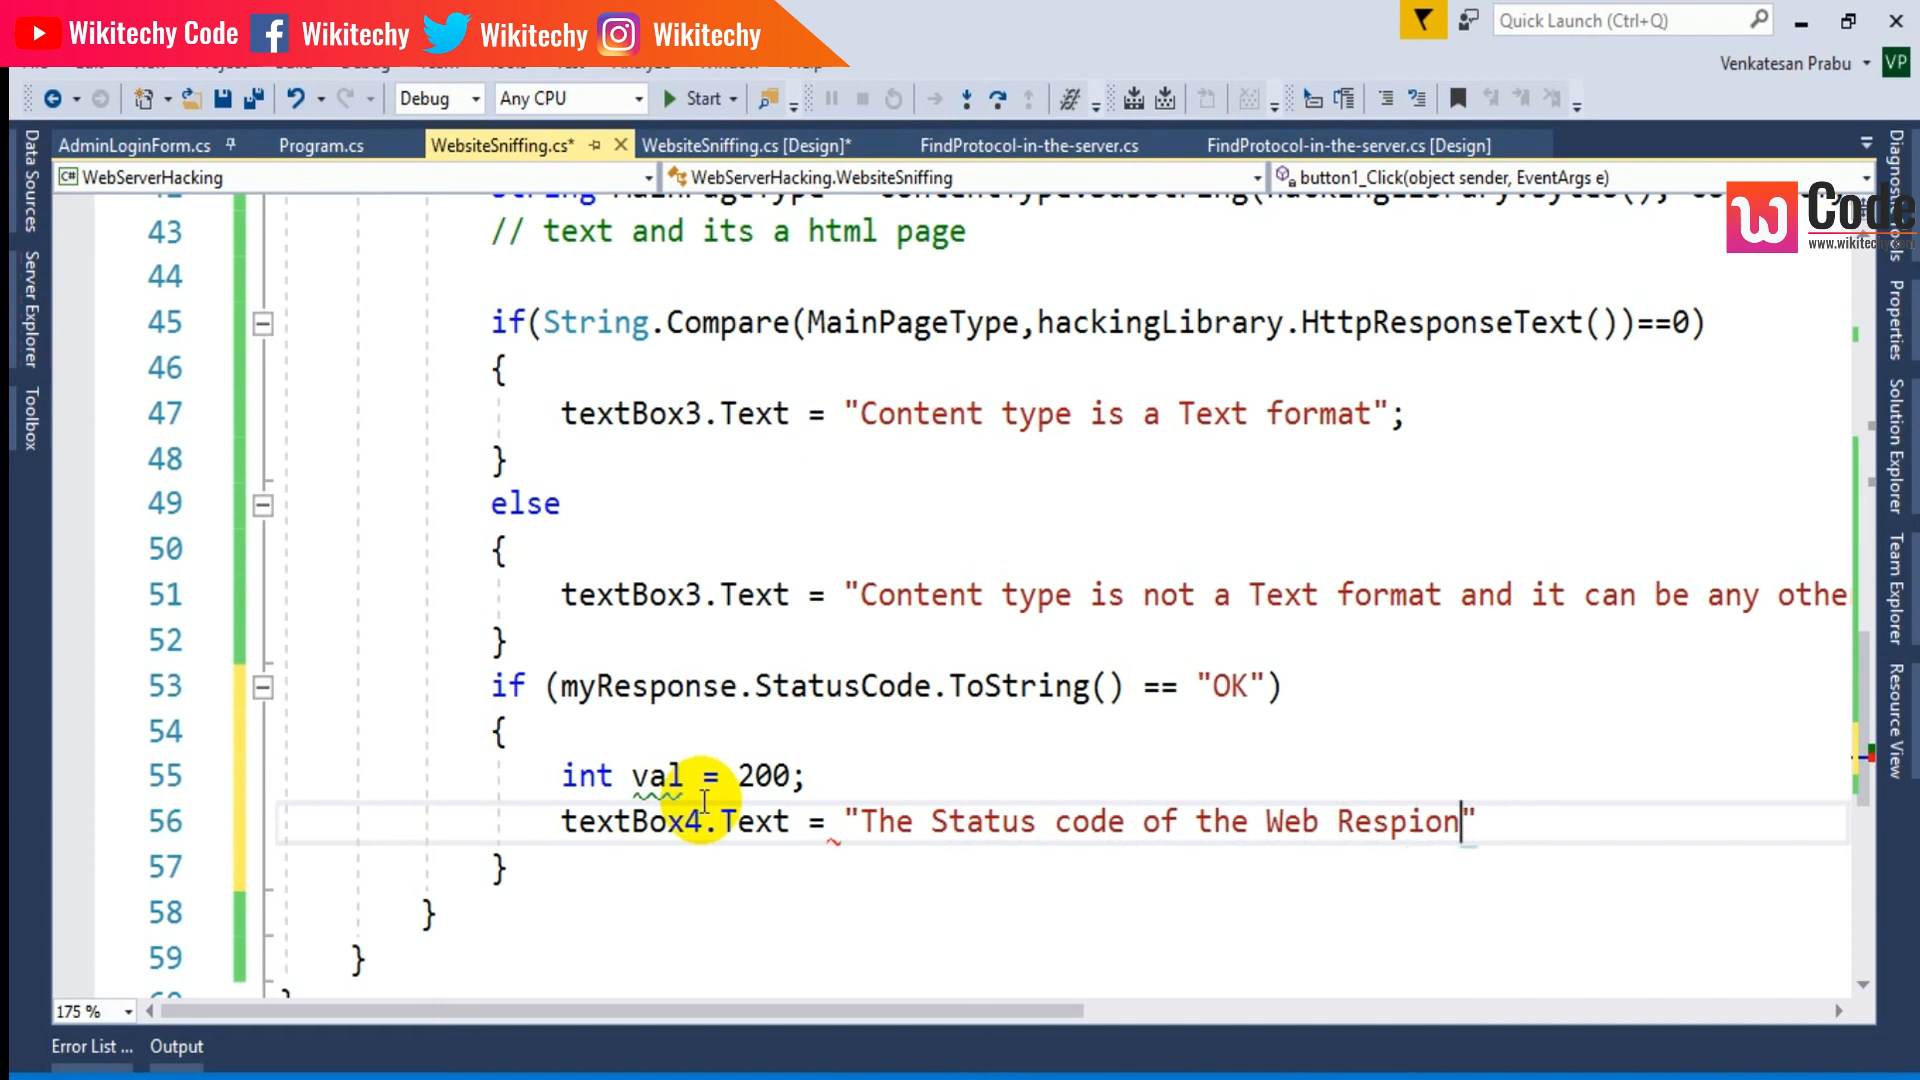 Wikitechy Code Wikitechy Wikitechy Wikitechy
Quick Launch (Ctrl+Q)
Venkatesan Prabu VP
Debug Any CPU Start
AdminLoginForm.cs Program.cs WebsiteSniffing.cs* WebsiteSniffing.cs [Design]* FindProtocol-in-the-server.cs FindProtocol-in-the-server.cs [Design]
C# WebServerHacking WebServerHacking.WebsiteSniffing button1_Click(object sender, EventArgs e)
Code
www.wikitechy.com
43 // text and its a html page
44
45 if(String.Compare(MainPageType,hackingLibrary.HttpResponseText())==0)
46 {
47 textBox3.Text = "Content type is a Text format";
48 }
49 else
50 {
51 textBox3.Text = "Content type is not a Text format and it can be any othe
52 }
53 if (myResponse.StatusCode.ToString() == "OK")
54 {
55 int val = 200;
56 textBox4.Text = "The Status code of the Web Respion"
57 }
58 }
59 }
175 %
Error List ... Output
Data Sources
Server Explorer
Toolbox
Properties
Solution Explorer
Team Explorer
Resource View